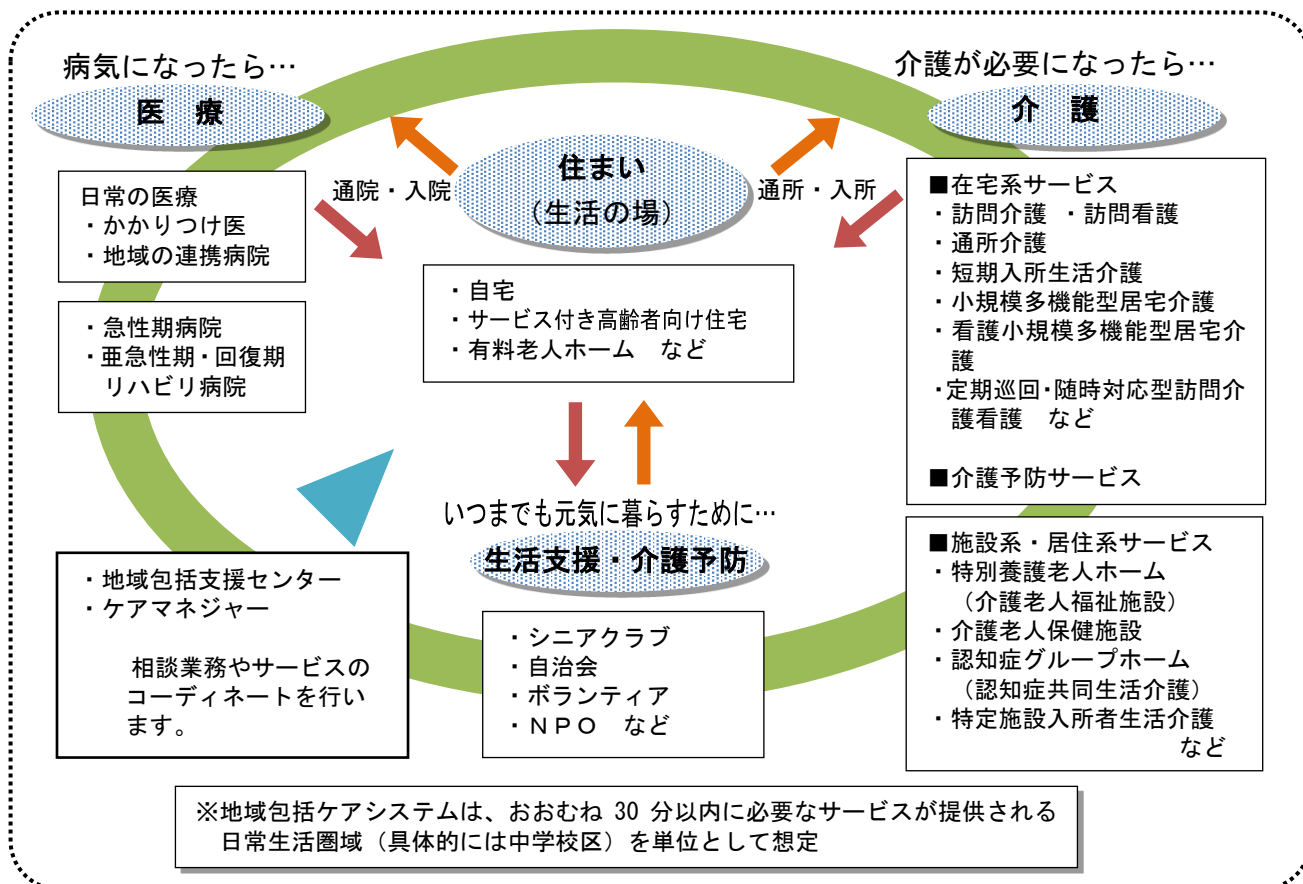 病気になったら…
医　療
日常の医療
・かかりつけ医
・地域の連携病院
・急性期病院
・亜急性期・回復期
リハビリ病院
通院・入院
住まい
（生活の場）
通所・入所
・自宅
・サービス付き高齢者向け住宅
・有料老人ホーム　など
介護が必要になったら…
介　護
■在宅系サービス
・訪問介護　・訪問看護
・通所介護
・短期入所生活介護
・小規模多機能型居宅介護
・看護小規模多機能型居宅介
護
・定期巡回・随時対応型訪問介
護看護　など
■介護予防サービス
■施設系・居住系サービス
・特別養護老人ホーム
（介護老人福祉施設）
・介護老人保健施設
・認知症グループホーム
（認知症共同生活介護）
・特定施設入所者生活介護
など
いつまでも元気に暮らすために…
生活支援・介護予防
・シニアクラブ
・自治会
・ボランティア
・ＮＰＯ　など
・地域包括支援センター
・ケアマネジャー
相談業務やサービスの
コーディネートを行い
ます。
※地域包括ケアシステムは、おおむね 30 分以内に必要なサービスが提供される
日常生活圏域（具体的には中学校区）を単位として想定